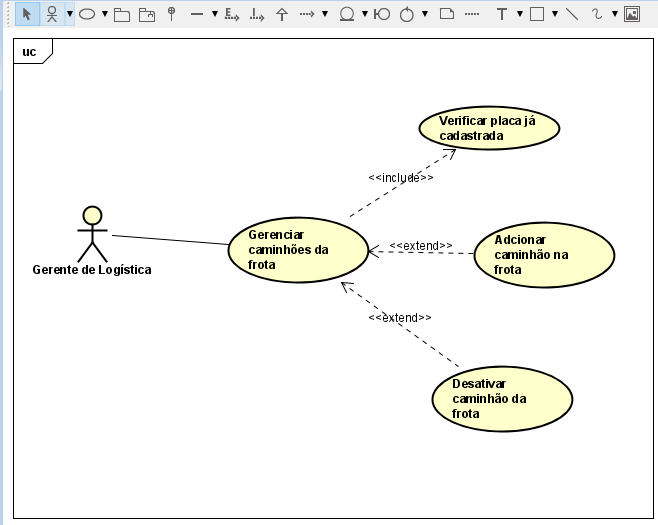 uc
Verificar placa já
cadastrada
<<include>>
Gerenciar
caminhões da
frota
<<extend>>
Adcionar
caminhão na
frota
Gerente de Logística
<<extend>>
Desativar
caminhão da
frota